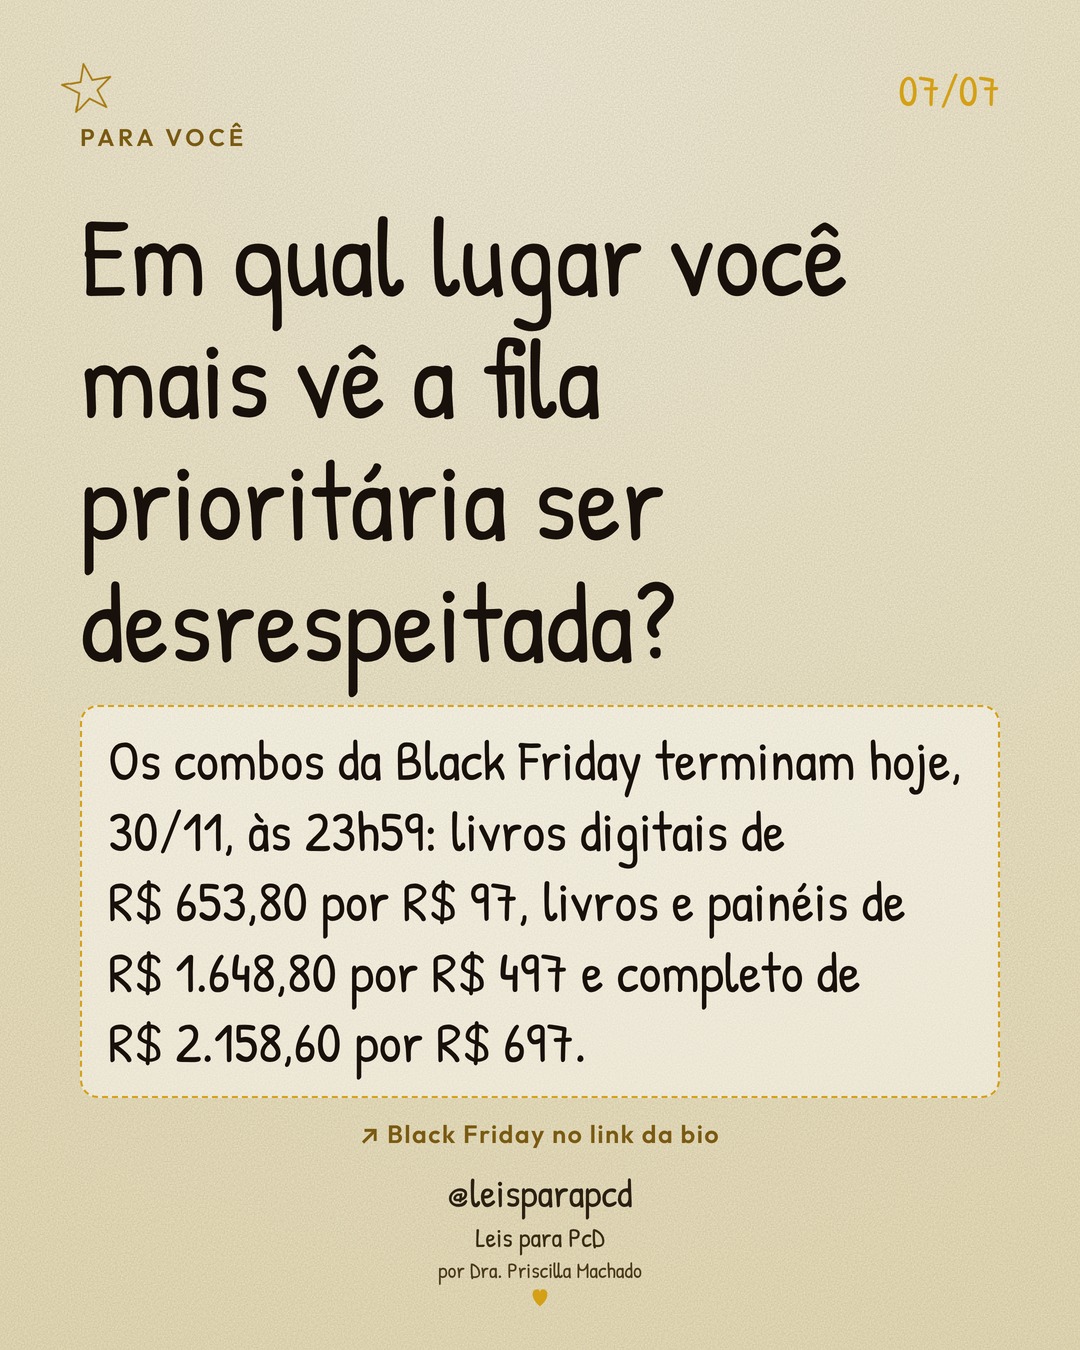 07/07
PARA VOCÊ
Em qual lugar você
mais vê a fila
prioritária ser
desrespeitada?
Os combos da Black Friday terminam hoje,
30/11, às 23h59: livros digitais de
R$ 653,80 por R$ 97, livros e painéis de
R$ 1.648,80 por R$ 497 e completo de
R$ 2.158,60 por R$ 697.
↗ Black Friday no link da bio
@leisparapcd
Leis para PcD
por Dra. Priscilla Machado